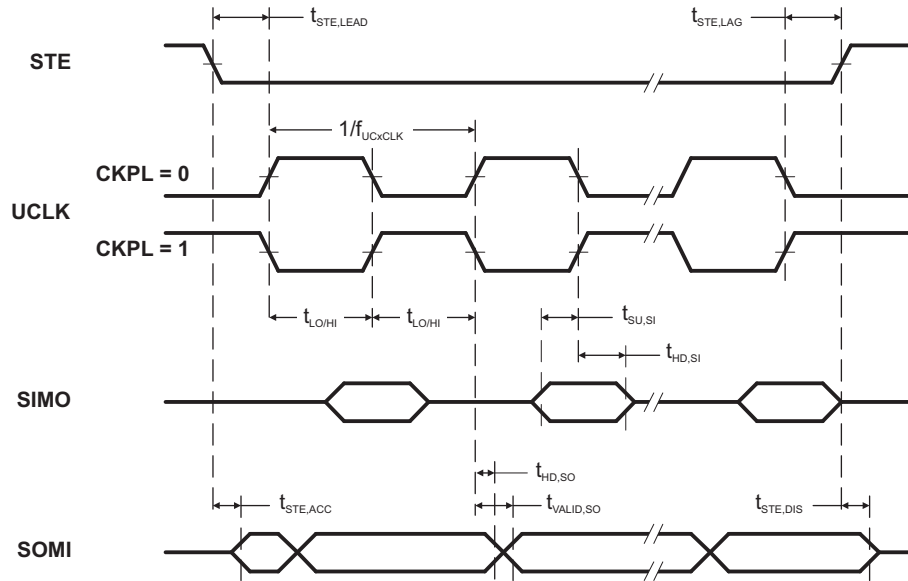 tSTE,LEAD
tSTE,LAG
STE
1/fUCxCLK
CKPL = 0
UCLK
CKPL = 1
tLO/HI
tLO/HI
tSU,SI
tHD,SI
SIMO
tHD,SO
tSTE,ACC
tVALID,SO
tSTE,DIS
SOMI